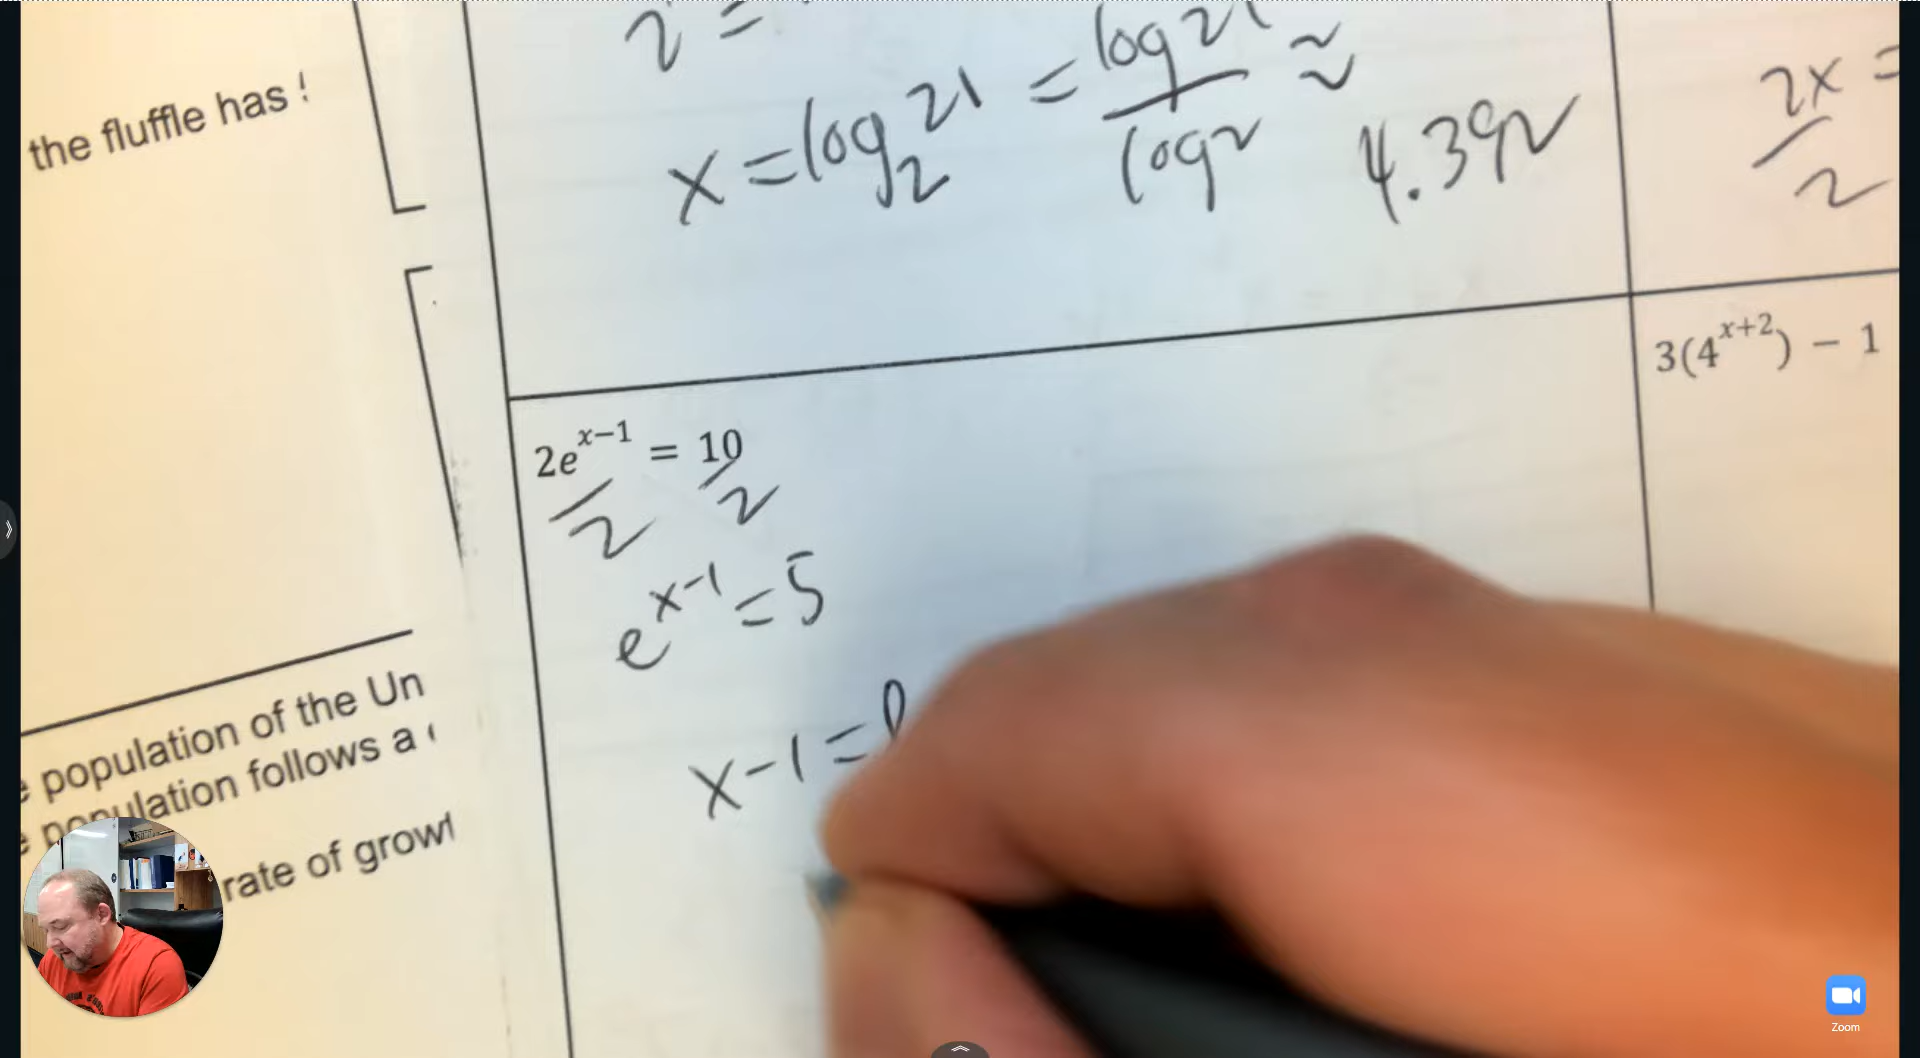 the fluffle has
2 =
x = log₂ 21 = log 21 / log 2 ≈ 4.392
2x = / 2
2e^{x−1} = 10
/ 2 / 2
e^{x-1} = 5
x - 1 = l
3(4^{x+2}) − 1
population of the Un
population follows a
rate of growt
Zoom